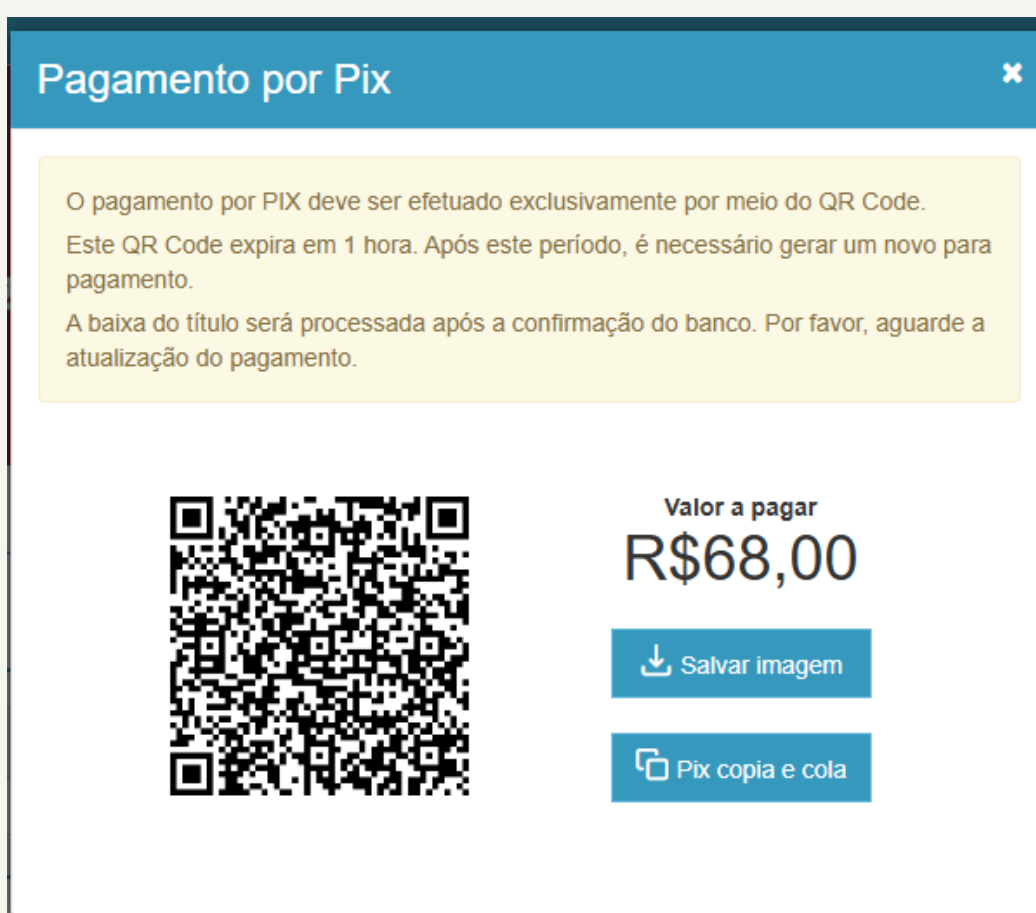 Pagamento por Pix
O pagamento por PIX deve ser efetuado exclusivamente por meio do QR Code.
Este QR Code expira em 1 hora. Após este período, é necessário gerar um novo para
pagamento.
A baixa do título será processada após a confirmação do banco. Por favor, aguarde a
atualização do pagamento.
Valor a pagar
R$68,00
Salvar imagem
Pix copia e cola